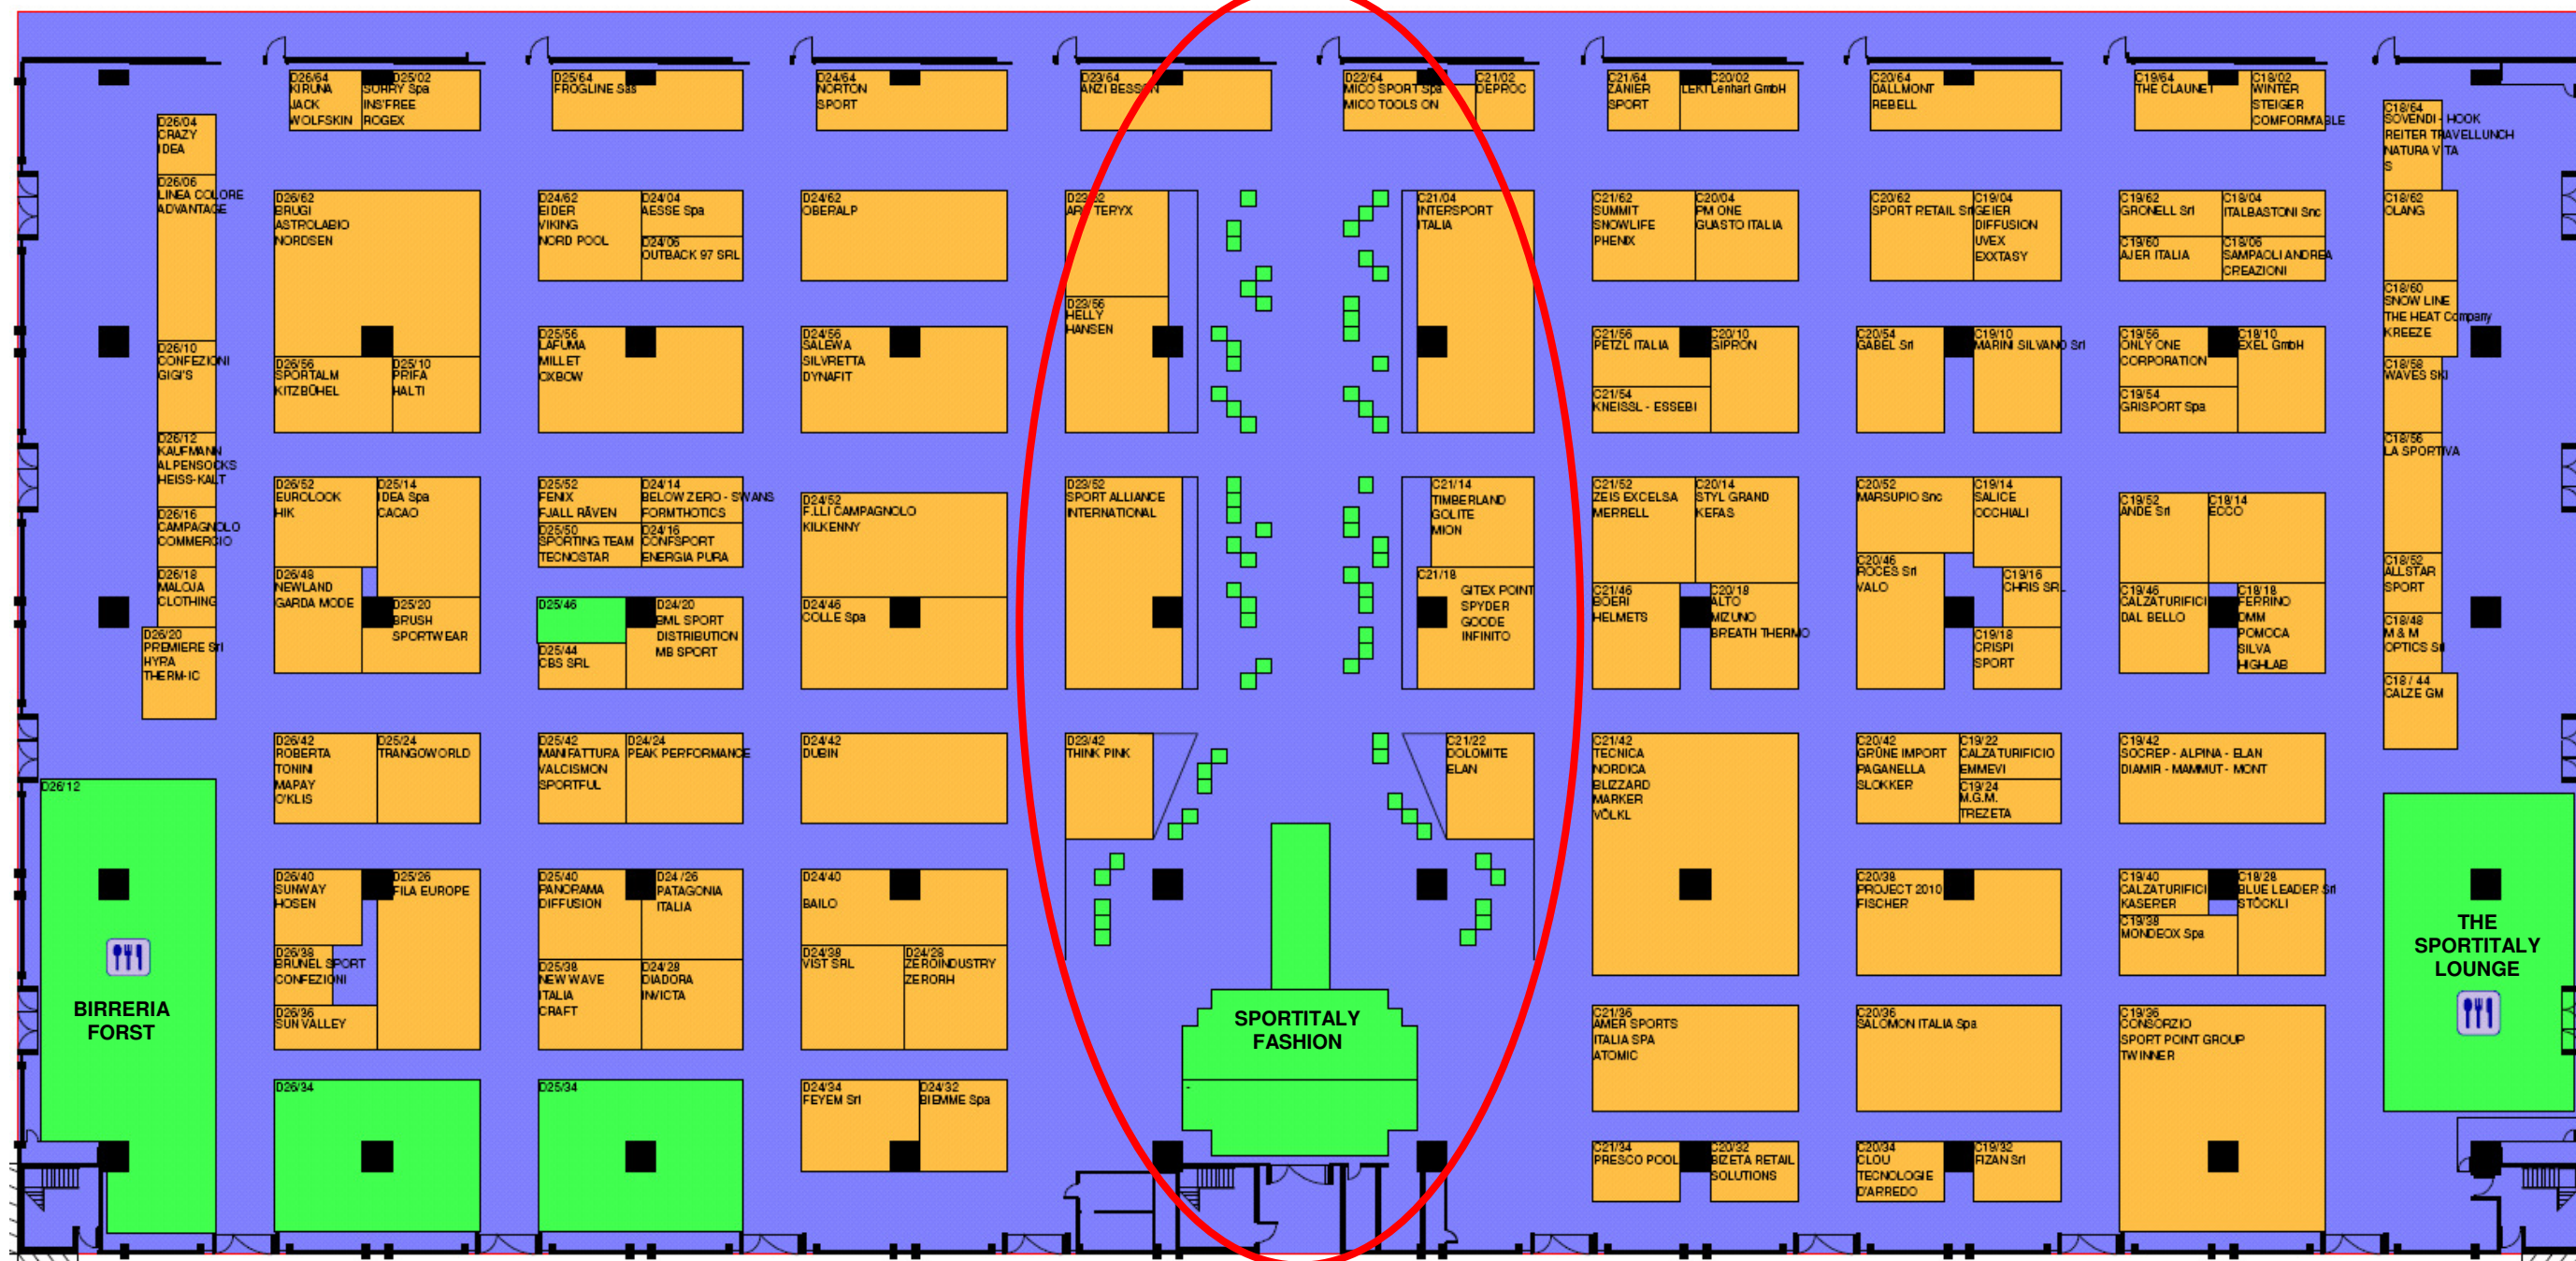 D26/64
KIRUNA
JACK
WOLFSKIN
D25/02
SORRY Spa
INS'FREE
ROGEX
D25/64
FROGLINE Sas
D24/64
NORTON
SPORT
D23/64
ANZI BESSON
D22/64
MICO SPORT Spa
MICO TOOLS ON
C21/02
DEPROC
C21/64
ZANIER
SPORT
C20/02
LEKI Lenhart GmbH
C20/64
DALLMONT
REBELL
C19/64
THE CLAUNET
C18/02
WINTER
STEIGER
COMFORMABLE
D26/04
CRAZY
IDEA
D26/06
LINEA COLORE
ADVANTAGE
D26/10
CONFEZIONI
GIGI'S
D26/12
KAUFMANN
ALPENSOCKS
HEISS-KALT
D26/16
CAMPAGNOLO
COMMERCIO
D26/18
MALOJA
CLOTHING
D26/20
PREMIERE Srl
HYRA
THERM-IC
D26/12
BIRRERIA
FORST
D26/62
BRUGI
ASTROLABIO
NORDSEN
D26/56
SPORTALM
KITZBÜHEL
D25/10
PRIFA
HALTI
D26/52
EUROLOOK
HIK
D25/14
IDEA Spa
CACAO
D26/48
NEWLAND
GARDA MODE
D25/20
BRUSH
SPORTWEAR
D26/42
ROBERTA
TONINI
MAPAY
O'KLIS
D25/24
TRANGOWORLD
D26/40
SUNWAY
HOSEN
D25/26
FILA EUROPE
D26/38
BRUNEL SPORT
CONFEZIONI
D26/36
SUN VALLEY
D26/34
D24/62
EIDER
VIKING
NORD POOL
D24/04
AESSE Spa
D24/06
OUTBACK 97 SRL
D25/56
LAFUMA
MILLET
OXBOW
D25/52
FENIX
FJALL RÄVEN
D24/14
BELOW ZERO - SWANS
FORMTHOTICS
D25/50
SPORTING TEAM
TECNOSTAR
D24/16
CONFSPORT
ENERGIA PURA
D25/46
D25/44
CBS SRL
D24/20
BML SPORT
DISTRIBUTION
MB SPORT
D25/42
MANIFATTURA
VALCISMON
SPORTFUL
D24/24
PEAK PERFORMANCE
D25/40
PANORAMA
DIFFUSION
D24 /26
PATAGONIA
ITALIA
D25/38
NEW WAVE
ITALIA
CRAFT
D24/28
DIADORA
INVICTA
D25/34
D24/62
OBERALP
D24/56
SALEWA
SILVRETTA
DYNAFIT
D24/52
F.LLI CAMPAGNOLO
KILKENNY
D24/46
COLLE Spa
D24/42
DUBIN
D24/40
BAILO
D24/38
VIST SRL
D24/28
ZEROINDUSTRY
ZERORH
D24/34
FEYEM Srl
D24/32
BIEMME Spa
D23/62
ARC TERYX
D23/56
HELLY
HANSEN
D23/52
SPORT ALLIANCE
INTERNATIONAL
D23/42
THINK PINK
C21/04
INTERSPORT
ITALIA
C21/14
TIMBERLAND
GOLITE
MION
C21/18
GITEX POINT
SPYDER
GOODE
INFINITO
C21/22
DOLOMITE
ELAN
SPORTITALY
FASHION
C21/62
SUMMIT
SNOWLIFE
PHENIX
C20/04
PM ONE
GUASTO ITALIA
C21/56
PETZL ITALIA
C20/10
GIPRON
C21/54
KNEISSL - ESSEBI
C21/52
ZEIS EXCELSA
MERRELL
C20/14
STYL GRAND
KEFAS
C21/46
BOERI
HELMETS
C20/18
ALTO
MIZUNO
BREATH THERMO
C21/42
TECNICA
NORDICA
BLIZZARD
MARKER
VÖLKL
C21/36
AMER SPORTS
ITALIA SPA
ATOMIC
C21/34
PRESCO POOL
C20/32
BIZETA RETAIL
SOLUTIONS
C20/62
SPORT RETAIL Srl
C19/04
GEIER
DIFFUSION
UVEX
EXXTASY
C20/54
GABEL Srl
C19/10
MARINI SILVANO Srl
C20/52
MARSUPIO Snc
C19/14
SALICE
OCCHIALI
C20/46
ROCES Srl
VALO
C19/16
CHRIS SRL
C19/18
CRISPI
SPORT
C20/42
GRÜNE IMPORT
PAGANELLA
SLOKKER
C19/22
CALZATURIFICIO
EMMEVI
C19/24
M.G.M.
TREZETA
C20/38
PROJECT 2010
FISCHER
C20/36
SALOMON ITALIA Spa
C20/34
CLOU
TECNOLOGIE
D'ARREDO
C19/32
FIZAN Srl
C19/62
GRONELL Srl
C18/04
ITALBASTONI Snc
C19/60
AJER ITALIA
C18/06
SAMPAOLI ANDREA
CREAZIONI
C19/56
ONLY ONE
CORPORATION
C18/10
EXEL GmbH
C19/54
GRISPORT Spa
C19/52
ANDE Srl
C18/14
ECCO
C19/46
CALZATURIFICI
DAL BELLO
C18/18
FERRINO
DMM
POMOCA
SILVA
HIGHLAB
C19/42
SOCREP - ALPINA - ELAN
DIAMIR - MAMMUT - MONT
C19/40
CALZATURIFICI
KASERER
C18/28
BLUE LEADER Srl
STÖCKLI
C19/38
MONDEOX Spa
C19/36
CONSORZIO
SPORT POINT GROUP
TWINNER
C18/64
SOVENDI - HOOK
REITER TRAVELLUNCH
NATURA VITA
S
C18/62
OLANG
C18/60
SNOW LINE
THE HEAT Company
KREEZE
C18/58
WAVES SKI
C18/56
LA SPORTIVA
C18/52
ALLSTAR
SPORT
C18/48
M & M
OPTICS Srl
C18 / 44
CALZE GM
THE
SPORTITALY
LOUNGE